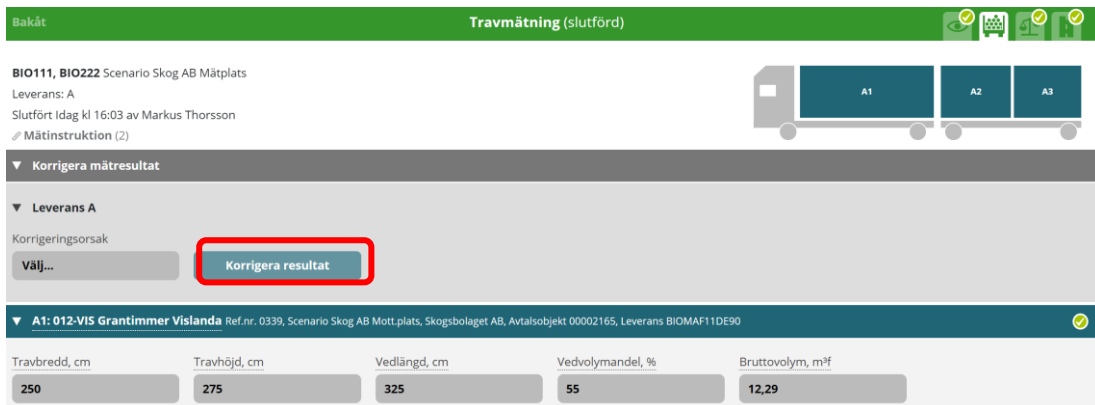 Bakåt
Travmätning (slutförd)
BIO111, BIO222 Scenario Skog AB Mätplats
Leverans: A
Slutfört Idag kl 16:03 av Markus Thorsson
Mätinstruktion (2)
A1
A2
A3
Korrigera mätresultat
Leverans A
Korrigeringsorsak
Välj...
Korrigera resultat
A1: 012-VIS Grantimmer Vislanda Ref.nr. 0339, Scenario Skog AB Mott.plats, Skogsbolaget AB, Avtalsobjekt 00002165, Leverans BIOMAF11DE90
Travbredd, cm
Travhöjd, cm
Vedlängd, cm
Vedvolymandel, %
Bruttovolym, m³f
250
275
325
55
12,29